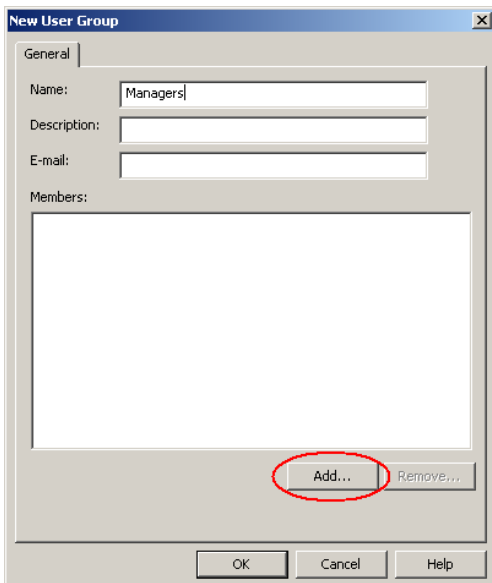 New User Group
General
Name: Managers
Description:
E-mail:
Members:
Add... Remove...
OK Cancel Help